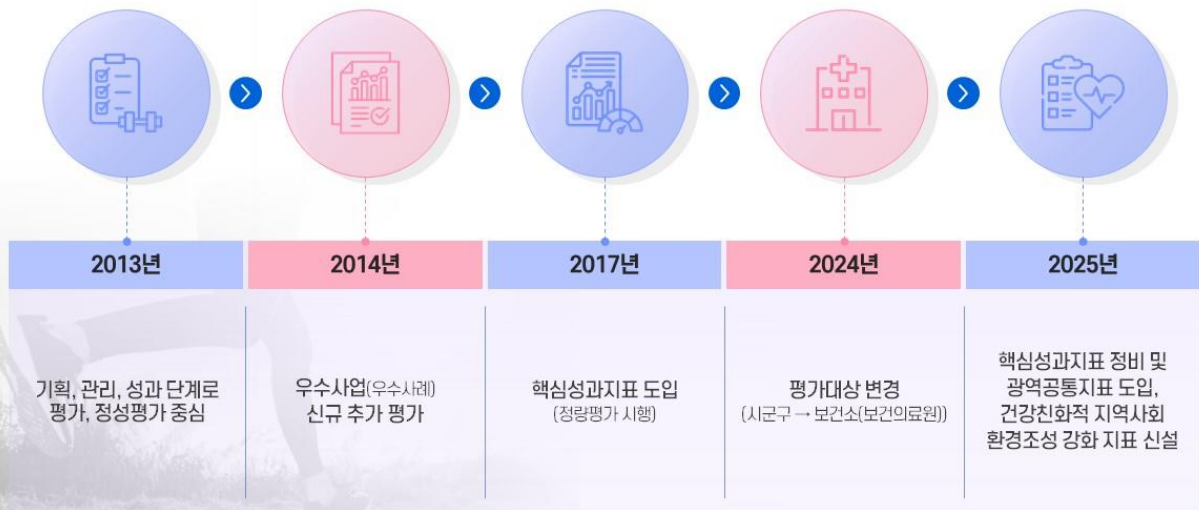 2013년
2014년
2017년
2024년
2025년
기획, 관리, 성과 단계로
평가, 정성평가 중심
우수사업(우수사례)
신규 추가 평가
핵심성과지표 도입
(정량평가 시행)
평가대상 변경
(시군구 → 보건소(보건의료원))
핵심성과지표 정비 및
광역공통지표 도입,
건강친화적 지역사회
환경조성 강화 지표 신설